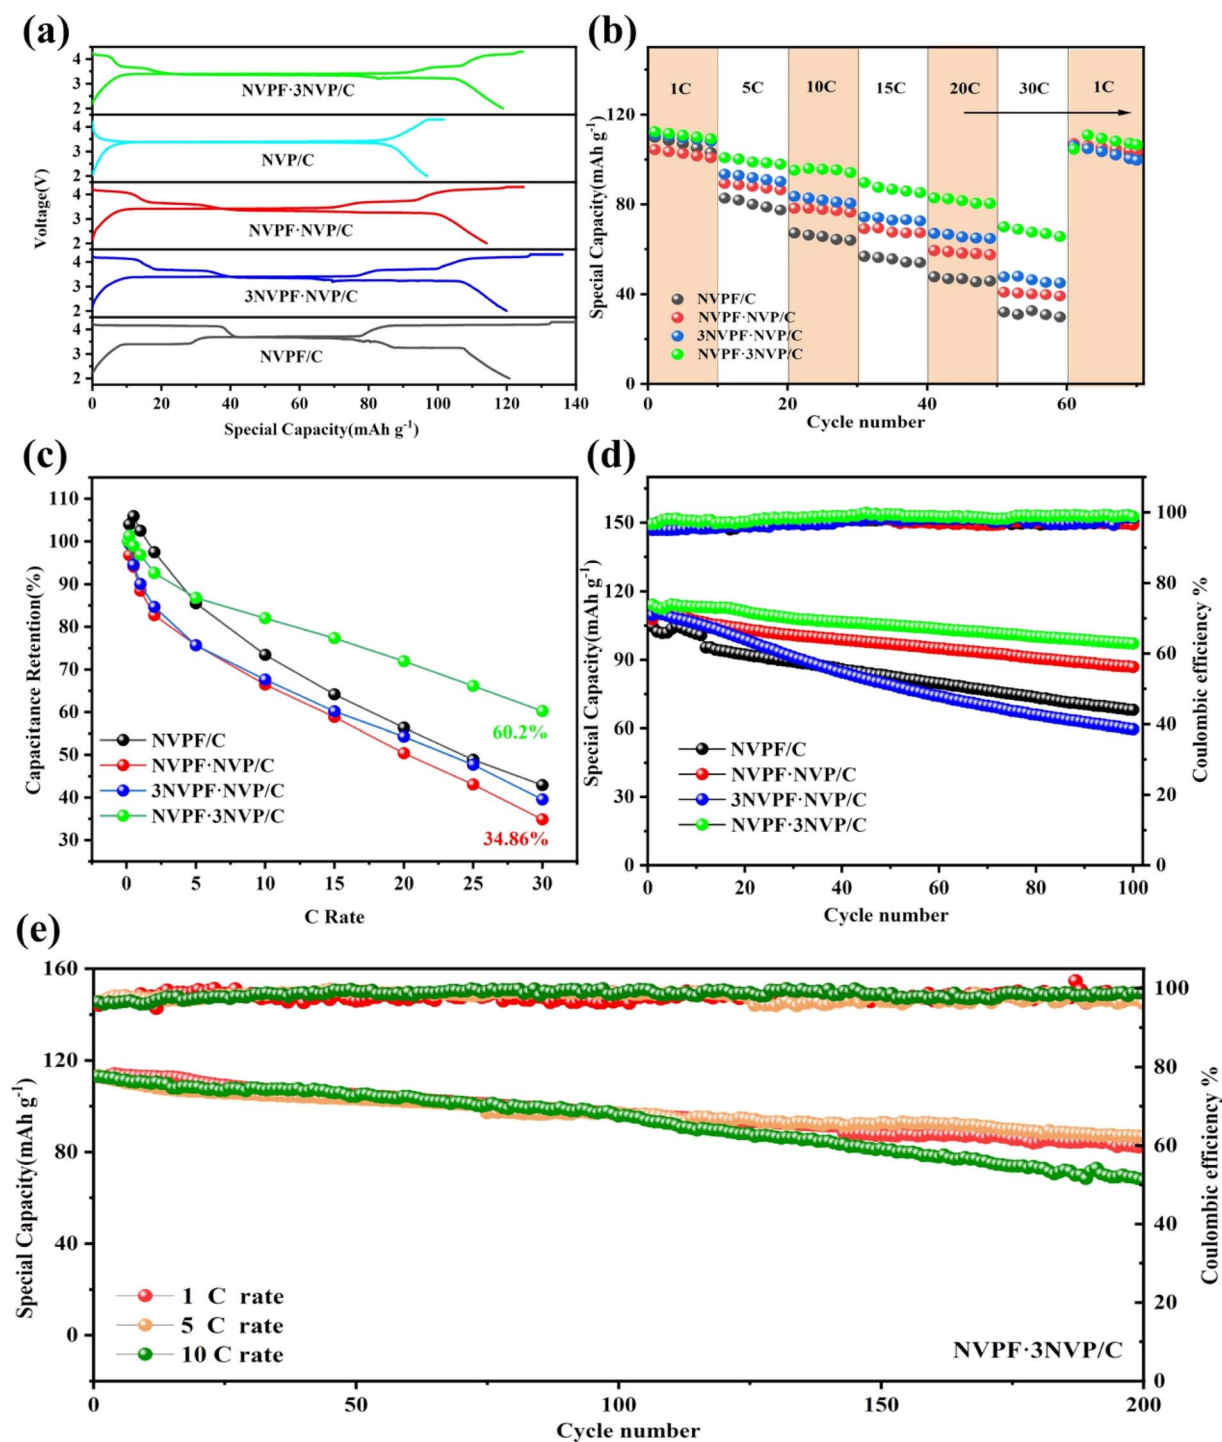 (a)
4
3
2
NVPF·3NVP/C
4
3
2
NVP/C
4
3
2
NVPF·NVP/C
4
3
2
3NVPF·NVP/C
4
3
2
NVPF/C
Voltage(V)
0 20 40 60 80 100 120 140
Special Capacity(mAh g-1)
(b)
1C 5C 10C 15C 20C 30C 1C
120
80
40
0
Special Capacity(mAh g-1)
NVPF/C
NVPF·NVP/C
3NVPF·NVP/C
NVPF·3NVP/C
0 20 40 60
Cycle number
(c)
110
100
90
80
70
60
50
40
30
Capacitance Retention(%)
60.2%
34.86%
NVPF/C
NVPF·NVP/C
3NVPF·NVP/C
NVPF·3NVP/C
0 5 10 15 20 25 30
C Rate
(d)
150
120
90
60
30
0
Special Capacity(mAh g-1)
100
80
60
40
20
0
Coulombic efficiency %
NVPF/C
NVPF·NVP/C
3NVPF·NVP/C
NVPF·3NVP/C
0 20 40 60 80 100
Cycle number
(e)
160
120
80
40
0
Special Capacity(mAh g-1)
100
80
60
40
20
0
Coulombic efficiency %
1 C rate
5 C rate
10 C rate
NVPF·3NVP/C
0 50 100 150 200
Cycle number